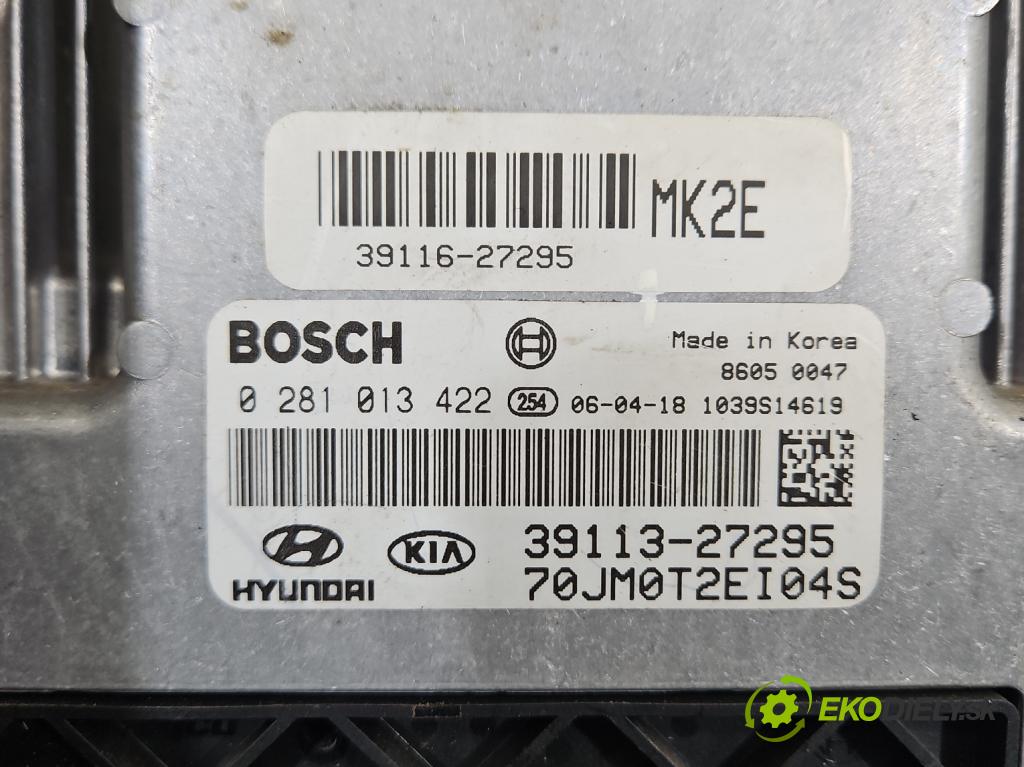 MK2E
39116-27295
BOSCH
Made in Korea
8605 0047
0 281 013 422 254 06-04-18 1039S14619
HYUNDAI KIA 39113-27295
70JM0T2EI04S
EKODIELY.SK